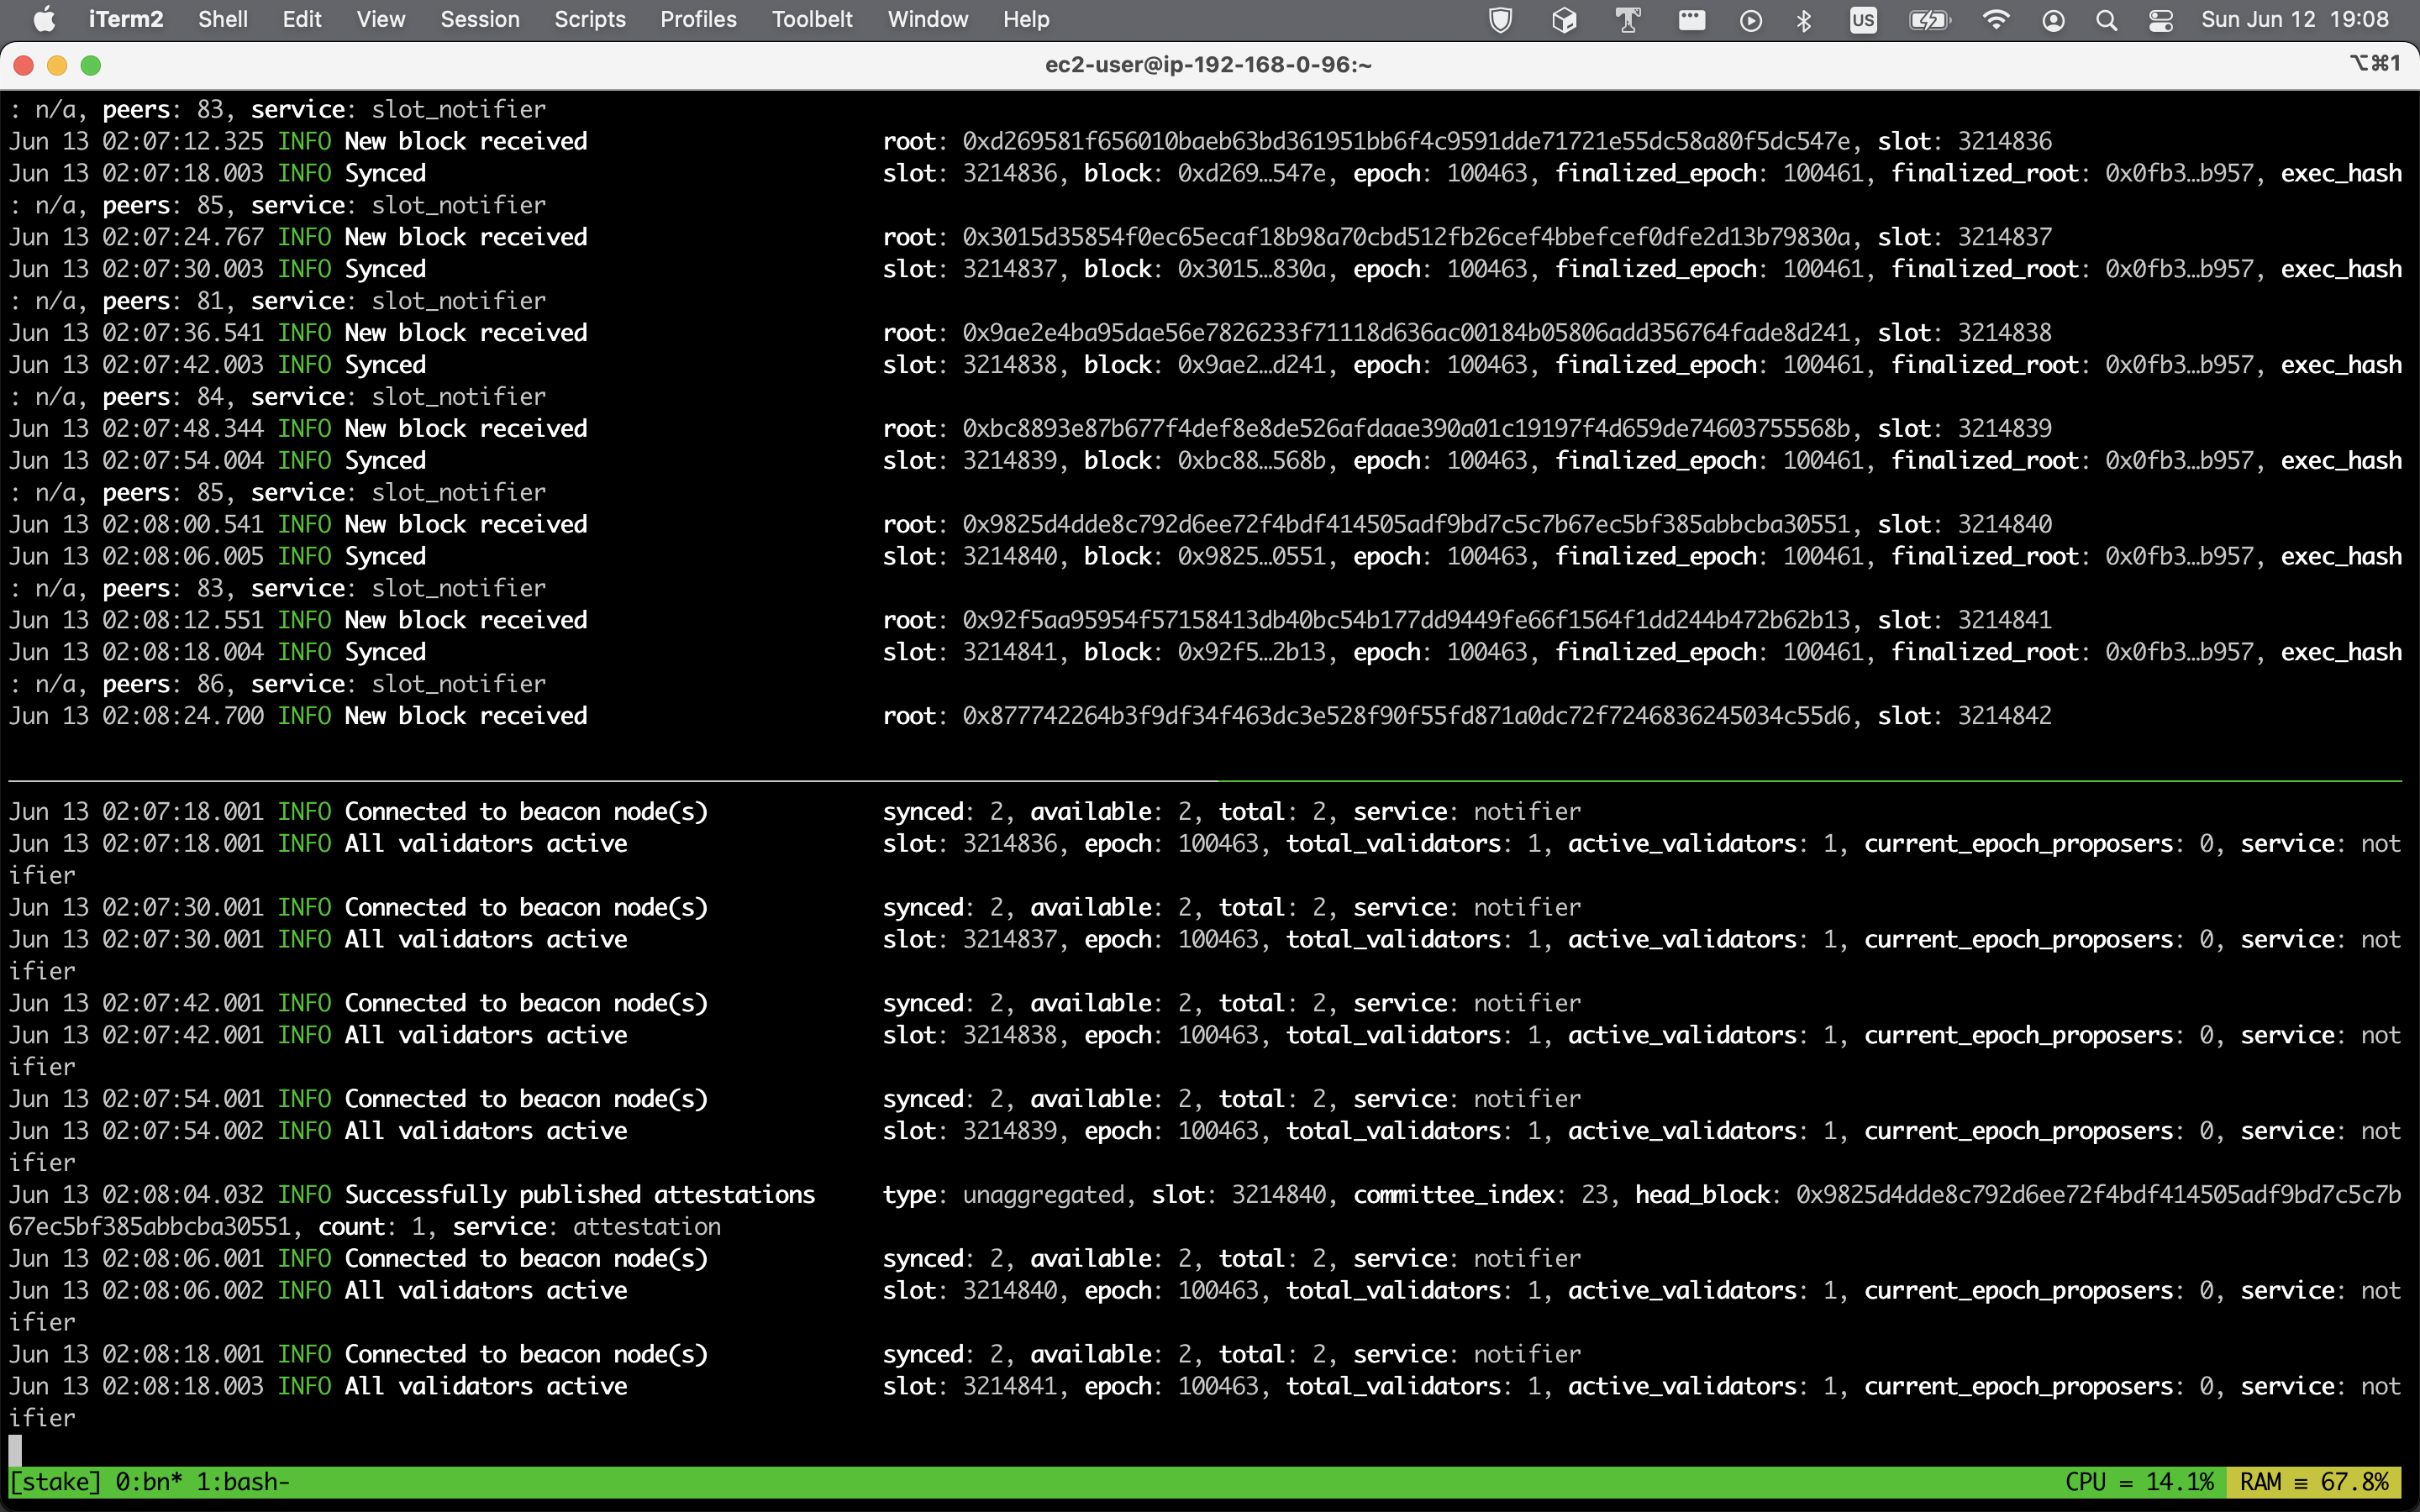 iTerm2 Shell Edit View Session Scripts Profiles Toolbelt Window Help US Sun Jun 12 19:08
ec2-user@ip-192-168-0-96:~ ⌥⌘1
: n/a, peers: 83, service: slot_notifier
Jun 13 02:07:12.325 INFO New block received root: 0xd269581f656010baeb63bd361951bb6f4c9591dde71721e55dc58a80f5dc547e, slot: 3214836
Jun 13 02:07:18.003 INFO Synced slot: 3214836, block: 0xd269…547e, epoch: 100463, finalized_epoch: 100461, finalized_root: 0x0fb3…b957, exec_hash
: n/a, peers: 85, service: slot_notifier
Jun 13 02:07:24.767 INFO New block received root: 0x3015d35854f0ec65ecaf18b98a70cbd512fb26cef4bbefcef0dfe2d13b79830a, slot: 3214837
Jun 13 02:07:30.003 INFO Synced slot: 3214837, block: 0x3015…830a, epoch: 100463, finalized_epoch: 100461, finalized_root: 0x0fb3…b957, exec_hash
: n/a, peers: 81, service: slot_notifier
Jun 13 02:07:36.541 INFO New block received root: 0x9ae2e4ba95dae56e7826233f71118d636ac00184b05806add356764fade8d241, slot: 3214838
Jun 13 02:07:42.003 INFO Synced slot: 3214838, block: 0x9ae2…d241, epoch: 100463, finalized_epoch: 100461, finalized_root: 0x0fb3…b957, exec_hash
: n/a, peers: 84, service: slot_notifier
Jun 13 02:07:48.344 INFO New block received root: 0xbc8893e87b677f4def8e8de526afdaae390a01c19197f4d659de74603755568b, slot: 3214839
Jun 13 02:07:54.004 INFO Synced slot: 3214839, block: 0xbc88…568b, epoch: 100463, finalized_epoch: 100461, finalized_root: 0x0fb3…b957, exec_hash
: n/a, peers: 85, service: slot_notifier
Jun 13 02:08:00.541 INFO New block received root: 0x9825d4dde8c792d6ee72f4bdf414505adf9bd7c5c7b67ec5bf385abbcba30551, slot: 3214840
Jun 13 02:08:06.005 INFO Synced slot: 3214840, block: 0x9825…0551, epoch: 100463, finalized_epoch: 100461, finalized_root: 0x0fb3…b957, exec_hash
: n/a, peers: 83, service: slot_notifier
Jun 13 02:08:12.551 INFO New block received root: 0x92f5aa95954f57158413db40bc54b177dd9449fe66f1564f1dd244b472b62b13, slot: 3214841
Jun 13 02:08:18.004 INFO Synced slot: 3214841, block: 0x92f5…2b13, epoch: 100463, finalized_epoch: 100461, finalized_root: 0x0fb3…b957, exec_hash
: n/a, peers: 86, service: slot_notifier
Jun 13 02:08:24.700 INFO New block received root: 0x877742264b3f9df34f463dc3e528f90f55fd871a0dc72f7246836245034c55d6, slot: 3214842
Jun 13 02:07:18.001 INFO Connected to beacon node(s) synced: 2, available: 2, total: 2, service: notifier
Jun 13 02:07:18.001 INFO All validators active slot: 3214836, epoch: 100463, total_validators: 1, active_validators: 1, current_epoch_proposers: 0, service: not
ifier
Jun 13 02:07:30.001 INFO Connected to beacon node(s) synced: 2, available: 2, total: 2, service: notifier
Jun 13 02:07:30.001 INFO All validators active slot: 3214837, epoch: 100463, total_validators: 1, active_validators: 1, current_epoch_proposers: 0, service: not
ifier
Jun 13 02:07:42.001 INFO Connected to beacon node(s) synced: 2, available: 2, total: 2, service: notifier
Jun 13 02:07:42.001 INFO All validators active slot: 3214838, epoch: 100463, total_validators: 1, active_validators: 1, current_epoch_proposers: 0, service: not
ifier
Jun 13 02:07:54.001 INFO Connected to beacon node(s) synced: 2, available: 2, total: 2, service: notifier
Jun 13 02:07:54.002 INFO All validators active slot: 3214839, epoch: 100463, total_validators: 1, active_validators: 1, current_epoch_proposers: 0, service: not
ifier
Jun 13 02:08:04.032 INFO Successfully published attestations type: unaggregated, slot: 3214840, committee_index: 23, head_block: 0x9825d4dde8c792d6ee72f4bdf414505adf9bd7c5c7b
67ec5bf385abbcba30551, count: 1, service: attestation
Jun 13 02:08:06.001 INFO Connected to beacon node(s) synced: 2, available: 2, total: 2, service: notifier
Jun 13 02:08:06.002 INFO All validators active slot: 3214840, epoch: 100463, total_validators: 1, active_validators: 1, current_epoch_proposers: 0, service: not
ifier
Jun 13 02:08:18.001 INFO Connected to beacon node(s) synced: 2, available: 2, total: 2, service: notifier
Jun 13 02:08:18.003 INFO All validators active slot: 3214841, epoch: 100463, total_validators: 1, active_validators: 1, current_epoch_proposers: 0, service: not
ifier
[stake] 0:bn* 1:bash- CPU = 14.1% RAM ≡ 67.8%